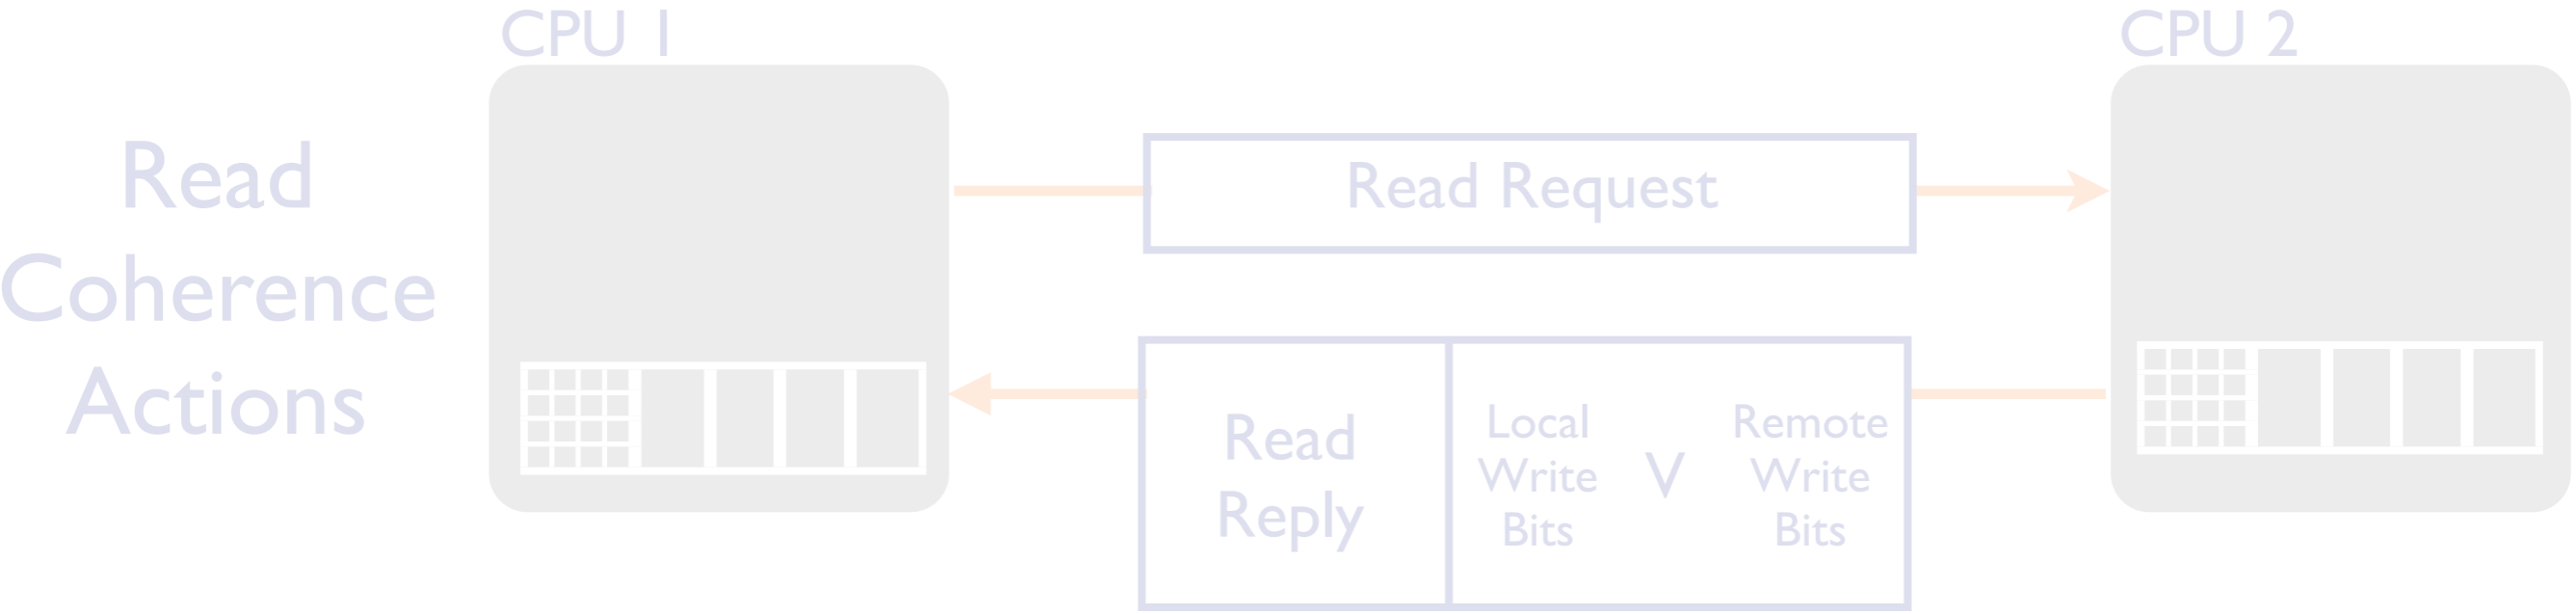 CPU 1
CPU 2
Read
Coherence
Actions
Read Request
Read
Reply
Local
Write
Bits
V
Remote
Write
Bits